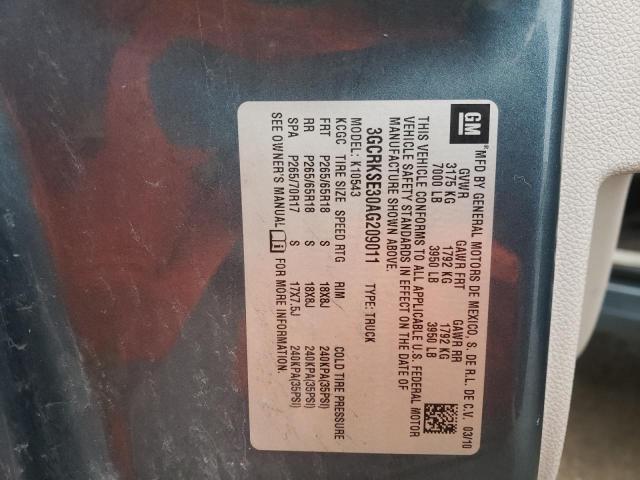 GM ® MFD BY GENERAL MOTORS DE MEXICO, S. DE R.L. DE C.V. 03/10
GVWR GAWR FRT GAWR RR
3175 KG 1792 KG 1792 KG
7000 LB 3950 LB 3950 LB
THIS VEHICLE CONFORMS TO ALL APPLICABLE U.S. FEDERAL MOTOR
VEHICLE SAFETY STANDARDS IN EFFECT ON THE DATE OF
MANUFACTURE SHOWN ABOVE.
3GCRKSE30AG209011 TYPE: TRUCK
MODEL: K10543
KCGC TIRE SIZE SPEED RTG RIM COLD TIRE PRESSURE
FRT P265/65R18 S 18X8J 240KPA(35PSI)
RR P265/65R18 S 18X8J 240KPA(35PSI)
SPA P265/70R17 S 17X7.5J 240KPA(35PSI)
SEE OWNER'S MANUAL FOR MORE INFORMATION.